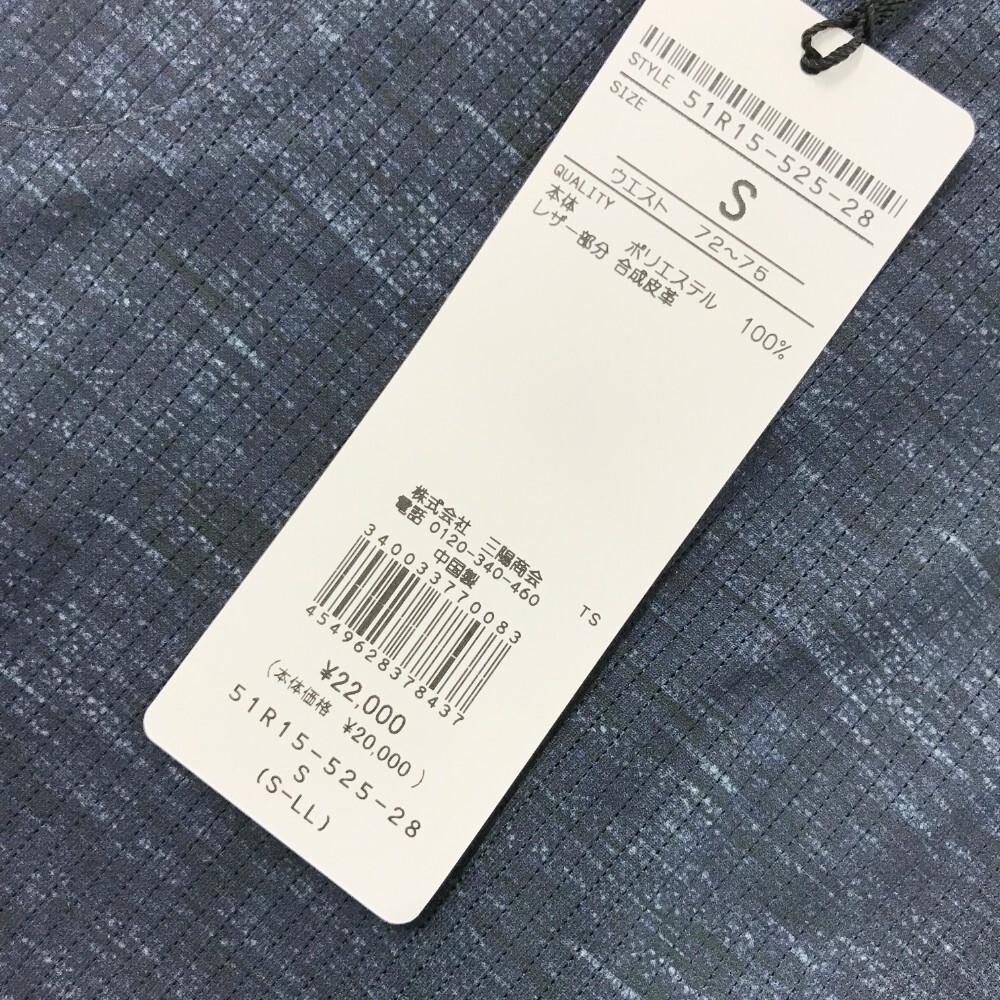 STYLE 51R15-525-28
SIZE
S
ウエスト 72~75
QUALITY
本体 ポリエステル 100%
レザー部分 合成皮革
株式会社 三陽商会
電話 0120-340-460
中国製 TS
3400337700083
4549628378437
¥22,000
(本体価格 ¥20,000)
51R15-525-28
S
(S-LL)